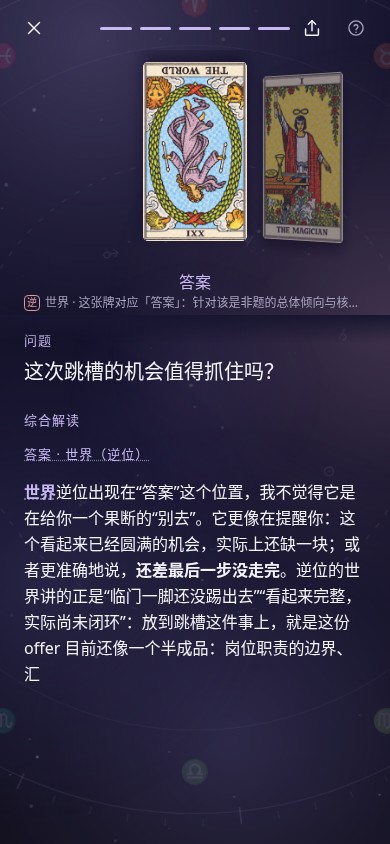 THE WORLD
XXI
I
THE MAGICIAN
答案
逆 世界 · 这张牌对应「答案」：针对该是非题的总体倾向与核...
问题
这次跳槽的机会值得抓住吗？
综合解读
答案 · 世界（逆位）
世界逆位出现在“答案”这个位置，我不觉得它是
在给你一个果断的“别去”。它更像在提醒你：这
个看起来已经圆满的机会，实际上还缺一块；或
者更准确地说，还差最后一步没走完。逆位的世
界讲的正是“临门一脚还没踢出去”“看起来完整，
实际尚未闭环”：放到跳槽这件事上，就是这份
offer 目前还像一个半成品：岗位职责的边界、
汇